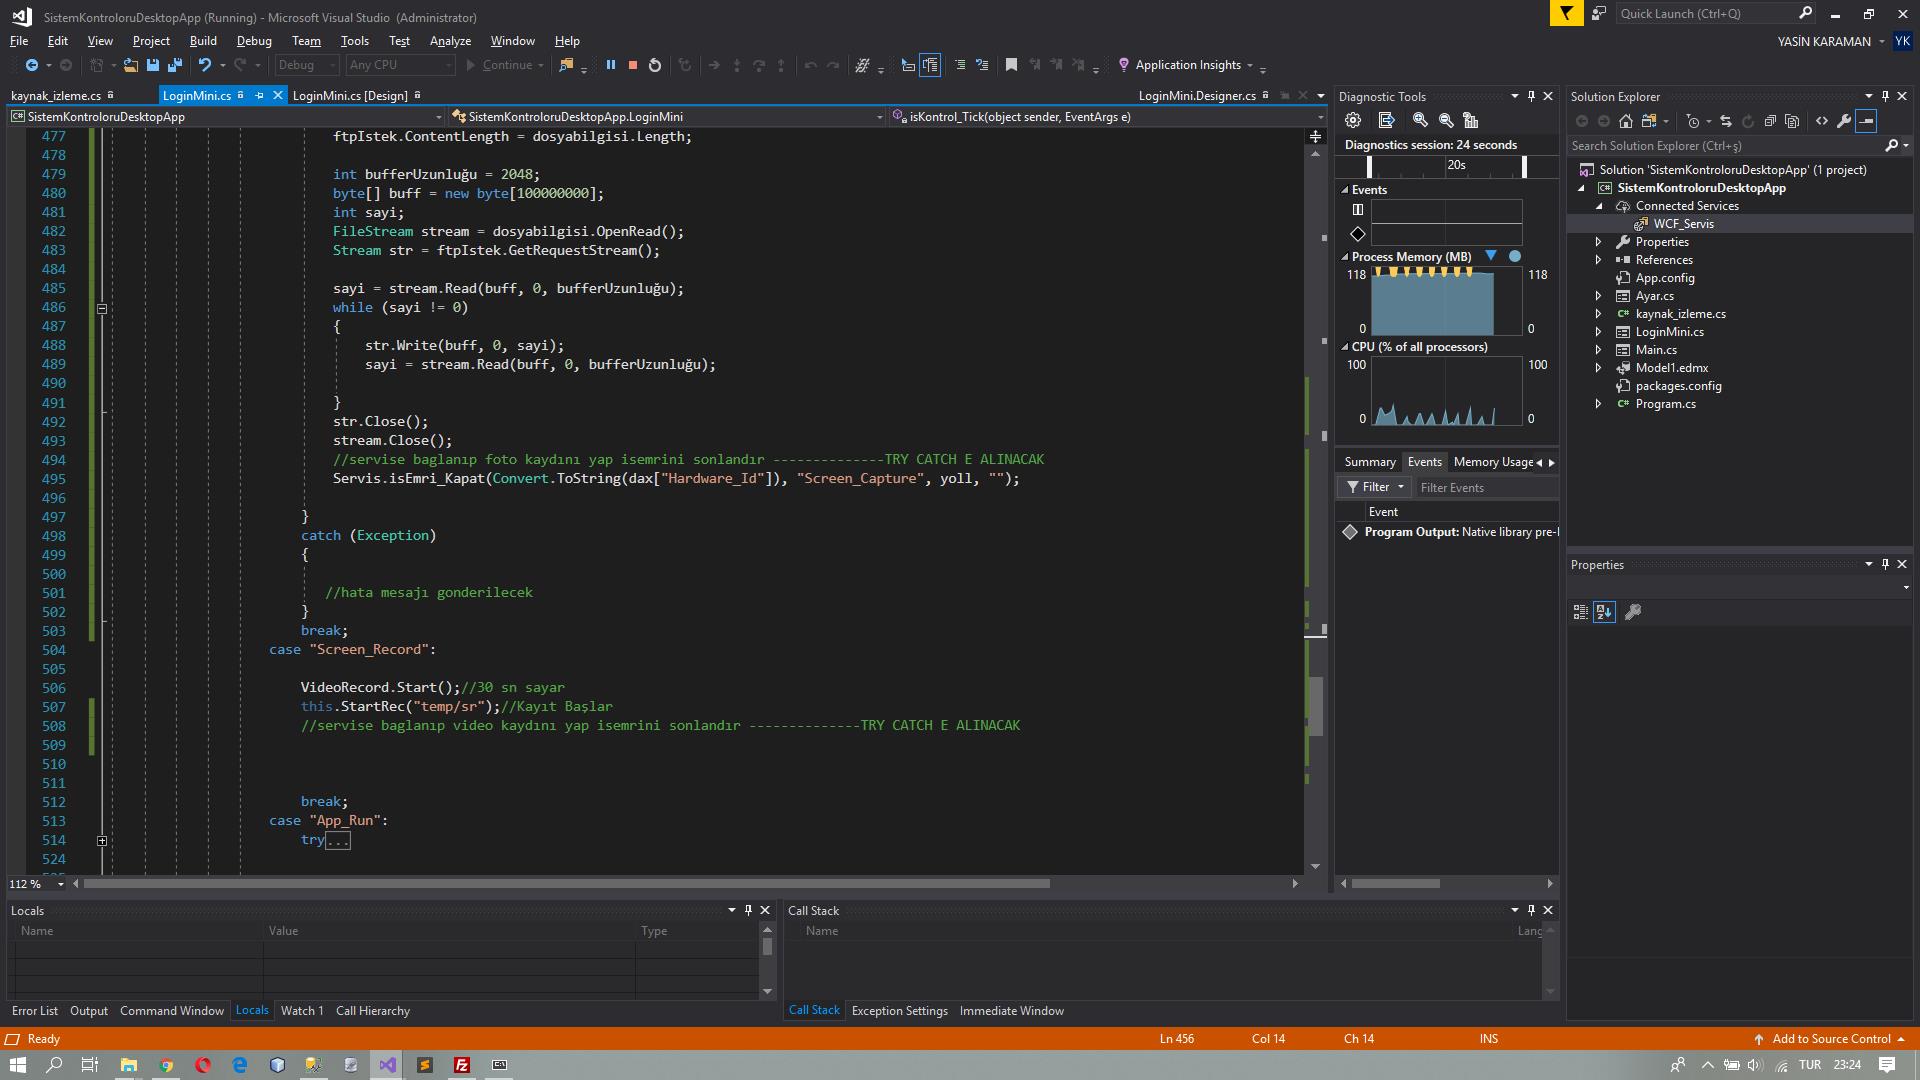 SistemKontroloruDesktopApp (Running) - Microsoft Visual Studio (Administrator)
Quick Launch (Ctrl+Q)
File Edit View Project Build Debug Team Tools Test Analyze Window Help
YASİN KARAMAN YK
Debug Any CPU Continue Application Insights
kaynak_izleme.cs LoginMini.cs LoginMini.cs [Design] LoginMini.Designer.cs
SistemKontroloruDesktopApp SistemKontroloruDesktopApp.LoginMini isKontrol_Tick(object sender, EventArgs e)
477 ftpIstek.ContentLength = dosyabilgisi.Length;
478
479 int bufferUzunluğu = 2048;
480 byte[] buff = new byte[100000000];
481 int sayi;
482 FileStream stream = dosyabilgisi.OpenRead();
483 Stream str = ftpIstek.GetRequestStream();
484
485 sayi = stream.Read(buff, 0, bufferUzunluğu);
486 while (sayi != 0)
487 {
488 str.Write(buff, 0, sayi);
489 sayi = stream.Read(buff, 0, bufferUzunluğu);
490
491 }
492 str.Close();
493 stream.Close();
494 //servise baglanıp foto kaydını yap isemrini sonlandır --------------TRY CATCH E ALINACAK
495 Servis.isEmri_Kapat(Convert.ToString(dax["Hardware_Id"]), "Screen_Capture", yoll, "");
496
497 }
498 catch (Exception)
499 {
500
501 //hata mesajı gonderilecek
502 }
503 break;
504 case "Screen_Record":
505
506 VideoRecord.Start();//30 sn sayar
507 this.StartRec("temp/sr");//Kayıt Başlar
508 //servise baglanıp video kaydını yap isemrini sonlandır --------------TRY CATCH E ALINACAK
509
510
511
512 break;
513 case "App_Run":
514 try...
524
112 %
Diagnostic Tools
Diagnostics session: 24 seconds
20s
Events
Process Memory (MB)
118 118
0 0
CPU (% of all processors)
100 100
0 0
Summary Events Memory Usage
Filter Filter Events
Event
Program Output: Native library pre-l
Solution Explorer
Search Solution Explorer (Ctrl+ş)
Solution 'SistemKontroloruDesktopApp' (1 project)
SistemKontroloruDesktopApp
Connected Services
WCF_Servis
Properties
References
App.config
Ayar.cs
kaynak_izleme.cs
LoginMini.cs
Main.cs
Model1.edmx
packages.config
Program.cs
Properties
Locals
Name Value Type
Call Stack
Name Lang
Error List Output Command Window Locals Watch 1 Call Hierarchy
Call Stack Exception Settings Immediate Window
Ready Ln 456 Col 14 Ch 14 INS Add to Source Control
TUR 23:24